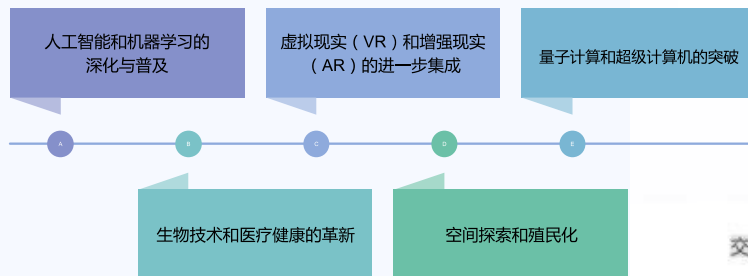 人工智能和机器学习的
深化与普及
虚拟现实（VR）和增强现实
（AR）的进一步集成
量子计算和超级计算机的突破
A
B
C
D
E
生物技术和医疗健康的革新
空间探索和殖民化
交